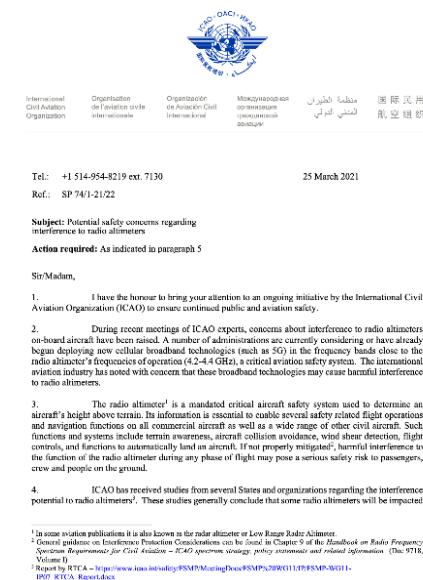 ICAO · OACI · ИКАО
International
Civil Aviation
Organization
Organisation
de l'aviation civile
internationale
Organización
de Aviación Civil
Internacional
Международная
организация
гражданской
авиации
منظمة الطيران
المدني الدولي
国际民用
航空组织
Tel.: +1 514-954-8219 ext. 7130
25 March 2021
Ref.: SP 74/1-21/22
Subject: Potential safety concerns regarding
interference to radio altimeters
Action required: As indicated in paragraph 5
Sir/Madam,
1. I have the honour to bring your attention to an ongoing initiative by the International Civil
Aviation Organization (ICAO) to ensure continued public and aviation safety.
2. During recent meetings of ICAO experts, concerns about interference to radio altimeters
on-board aircraft have been raised. A number of administrations are currently considering or have already
begun deploying new cellular broadband technologies (such as 5G) in the frequency bands close to the
radio altimeter's frequencies of operation (4.2-4.4 GHz), a critical aviation safety system. The international
aviation industry has noted with concern that these broadband technologies may cause harmful interference
to radio altimeters.
3. The radio altimeter¹ is a mandated critical aircraft safety system used to determine an
aircraft's height above terrain. Its information is essential to enable several safety related flight operations
and navigation functions on all commercial aircraft as well as a wide range of other civil aircraft. Such
functions and systems include terrain awareness, aircraft collision avoidance, wind shear detection, flight
controls, and functions to automatically land an aircraft. If not properly mitigated², harmful interference to
the function of the radio altimeter during any phase of flight may pose a serious safety risk to passengers,
crew and people on the ground.
4. ICAO has received studies from several States and organizations regarding the interference
potential to radio altimeters³. These studies generally conclude that some radio altimeters will be impacted
¹ In some aviation publications it is also known as the radar altimeter or Low Range Radio Altimeter.
² General guidance on Interference Protection Considerations can be found in Chapter 9 of the Handbook on Radio Frequency
Spectrum Requirements for Civil Aviation – ICAO spectrum strategy, policy statements and related information (Doc 9718,
Volume I)
³ Report by RTCA – https://www.icao.int/safety/FSMP/MeetingDocs/FSMP%20WG11/IP/FSMP-WG11-
IP07_RTCA_Report.docx